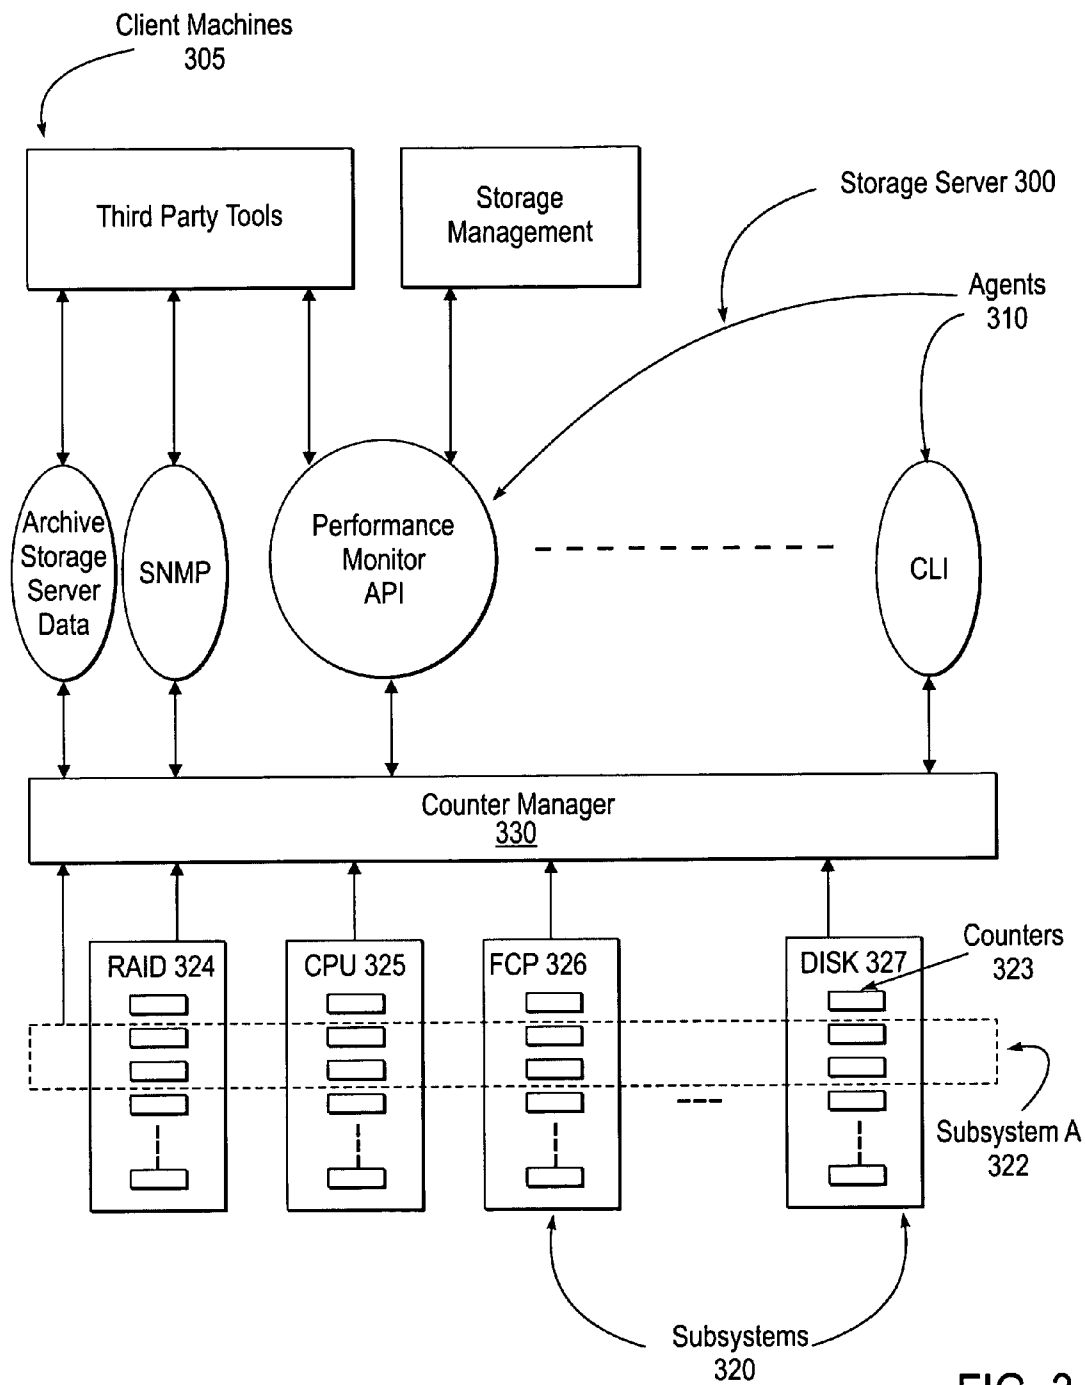 Client Machines
305
Third Party Tools
Storage
Management
Storage Server 300
Agents
310
Archive
Storage
Server
Data
SNMP
Performance
Monitor
API
CLI
Counter Manager
330
RAID 324
CPU 325
FCP 326
DISK 327
Counters
323
Subsystem A
322
Subsystems
320